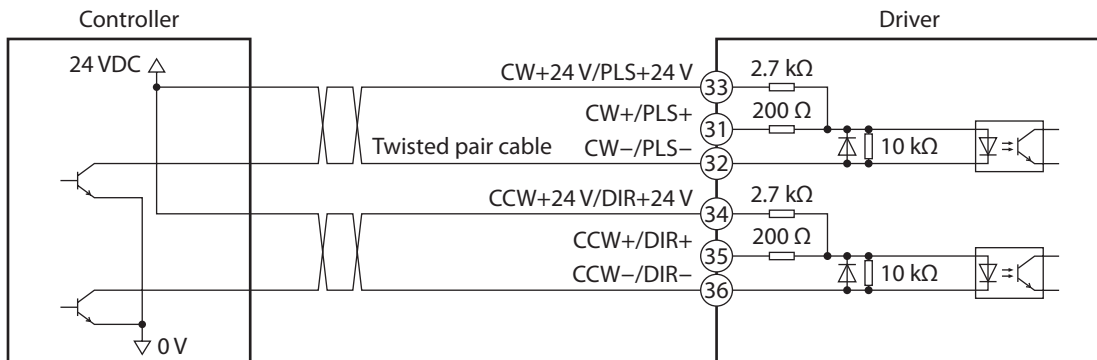 Controller
Driver
24 VDC
CW+24 V/PLS+24 V
33
2.7 kΩ
CW+/PLS+
31
200 Ω
Twisted pair cable
CW−/PLS−
32
10 kΩ
CCW+24 V/DIR+24 V
34
2.7 kΩ
CCW+/DIR+
35
200 Ω
CCW−/DIR−
36
10 kΩ
0 V